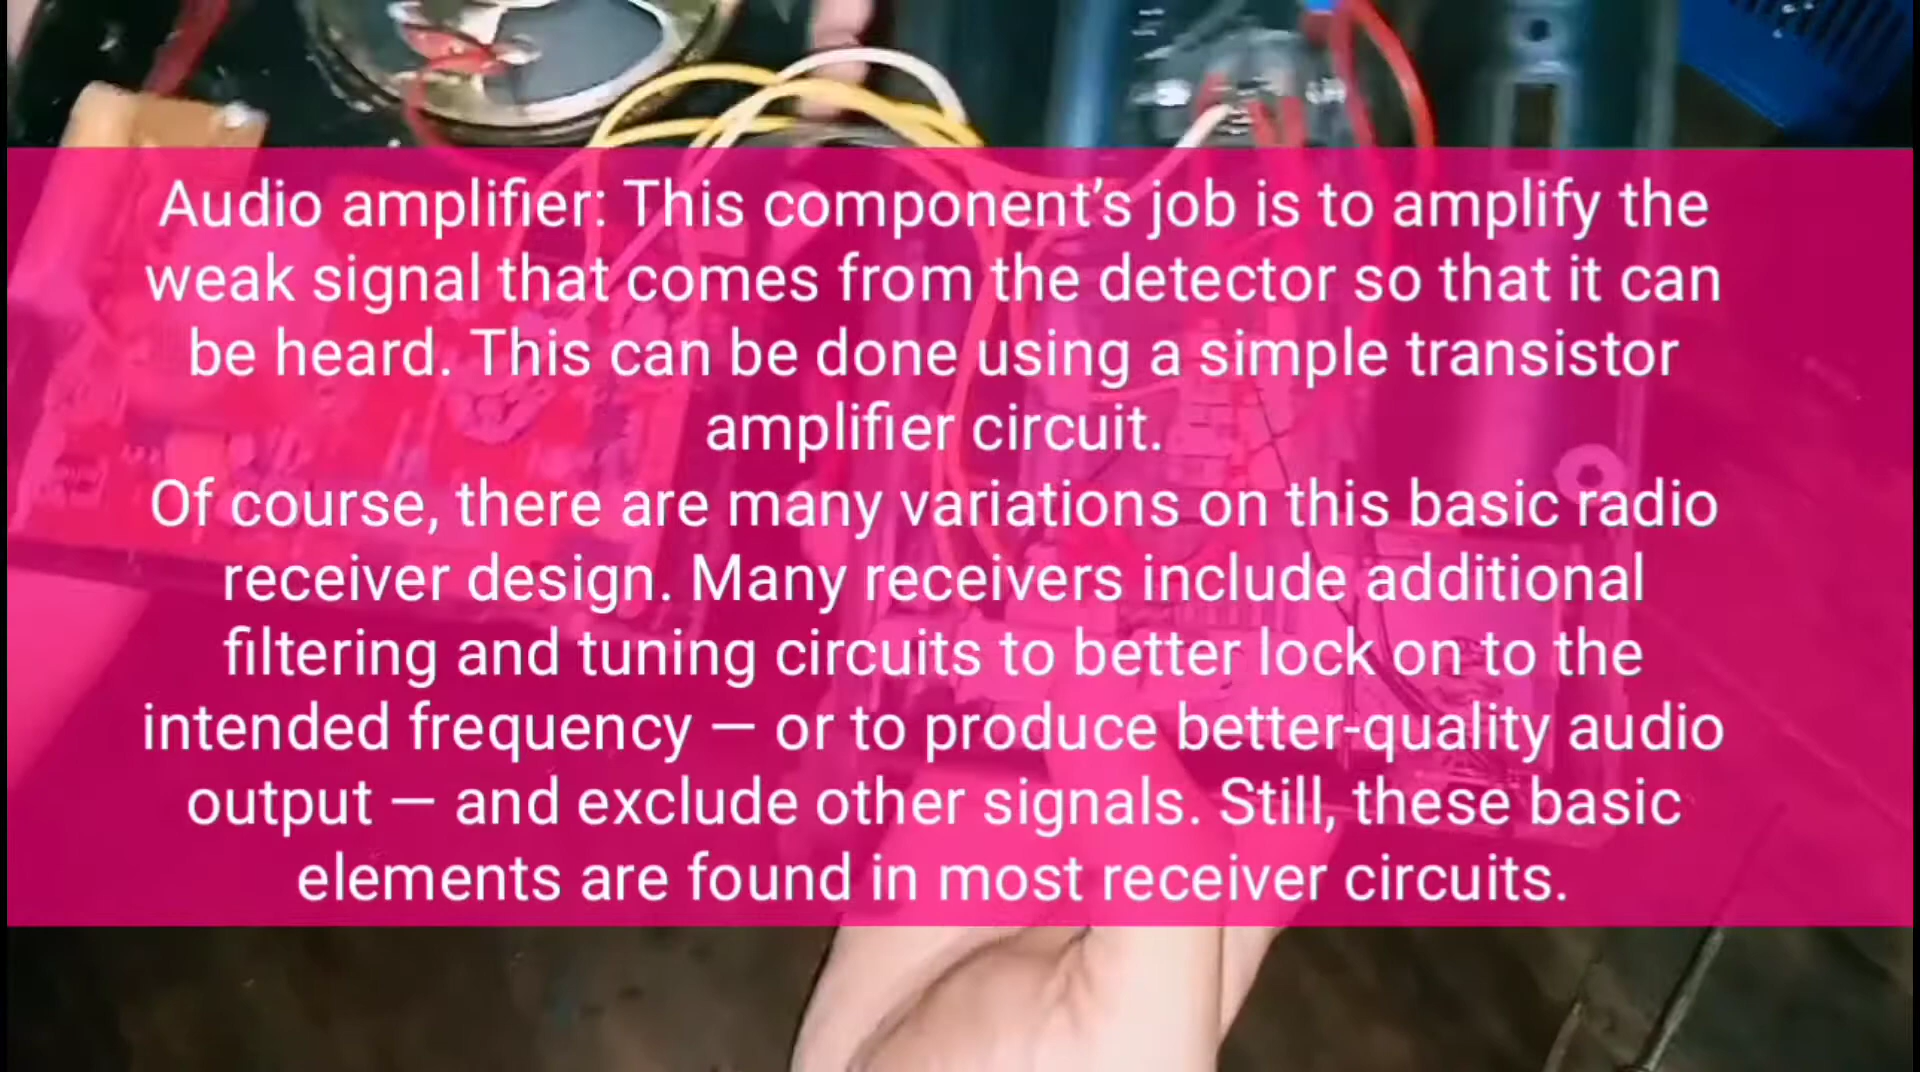 Audio amplifier: This component’s job is to amplify the
weak signal that comes from the detector so that it can
be heard. This can be done using a simple transistor
amplifier circuit.
Of course, there are many variations on this basic radio
receiver design. Many receivers include additional
filtering and tuning circuits to better lock on to the
intended frequency — or to produce better-quality audio
output — and exclude other signals. Still, these basic
elements are found in most receiver circuits.